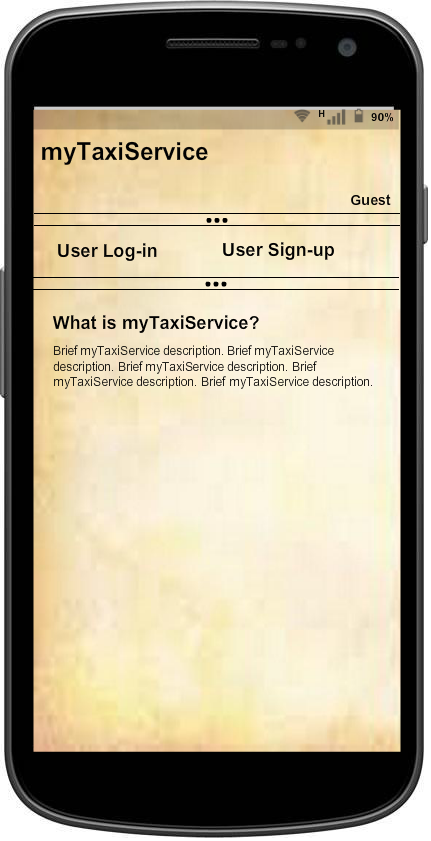 H 90%
myTaxiService
Guest
User Log-in User Sign-up
What is myTaxiService?
Brief myTaxiService description. Brief myTaxiService
description. Brief myTaxiService description. Brief
myTaxiService description. Brief myTaxiService description.